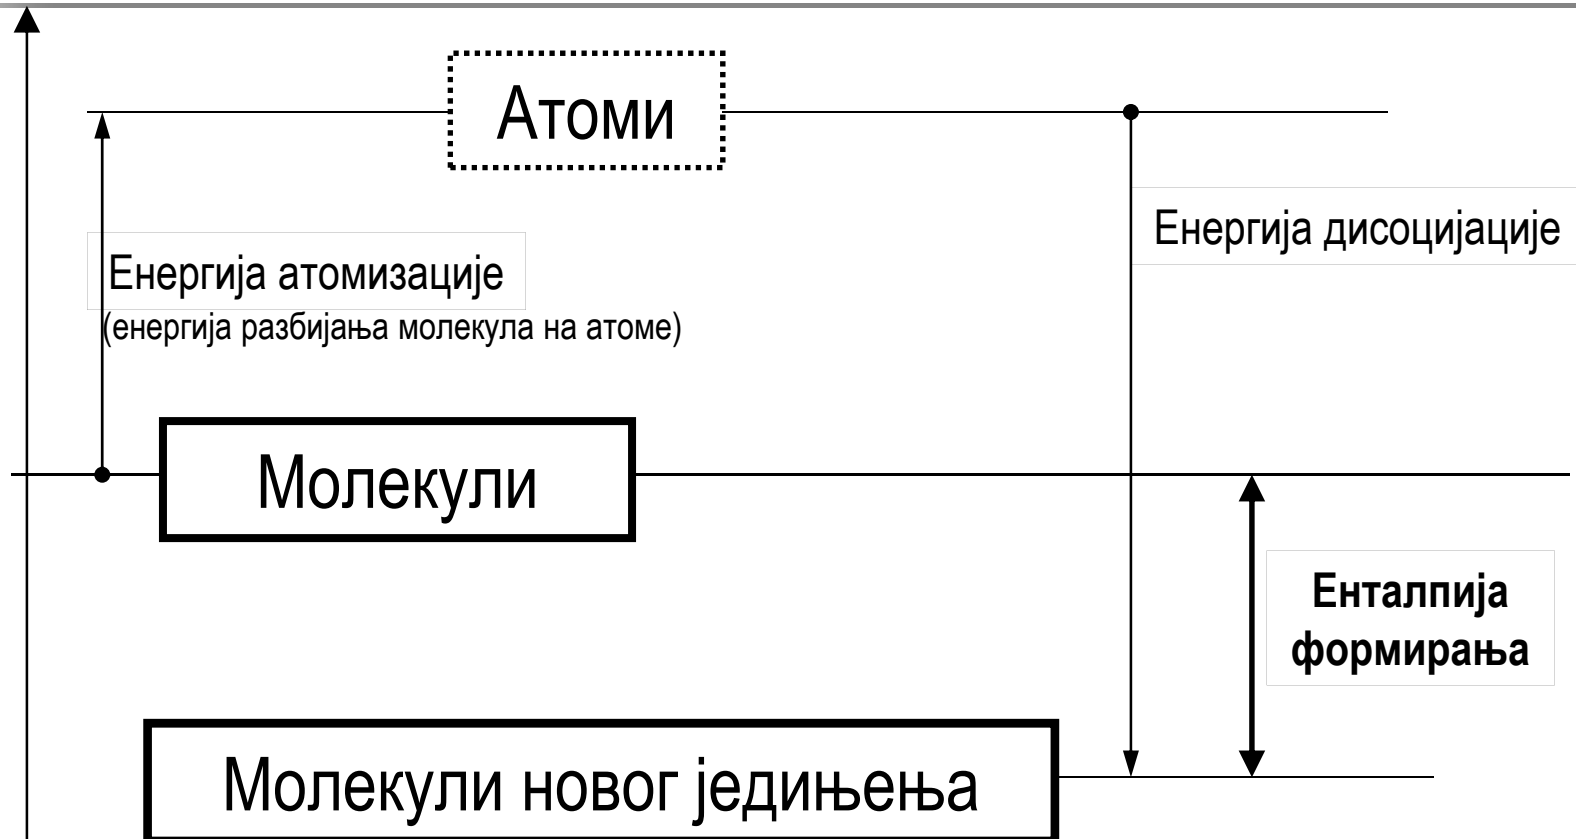 Атоми
Енергија дисоцијације
Енергија атомизације
(енергија разбијања молекула на атоме)
Молекули
Енталпија
формирања
Молекули новог једињења